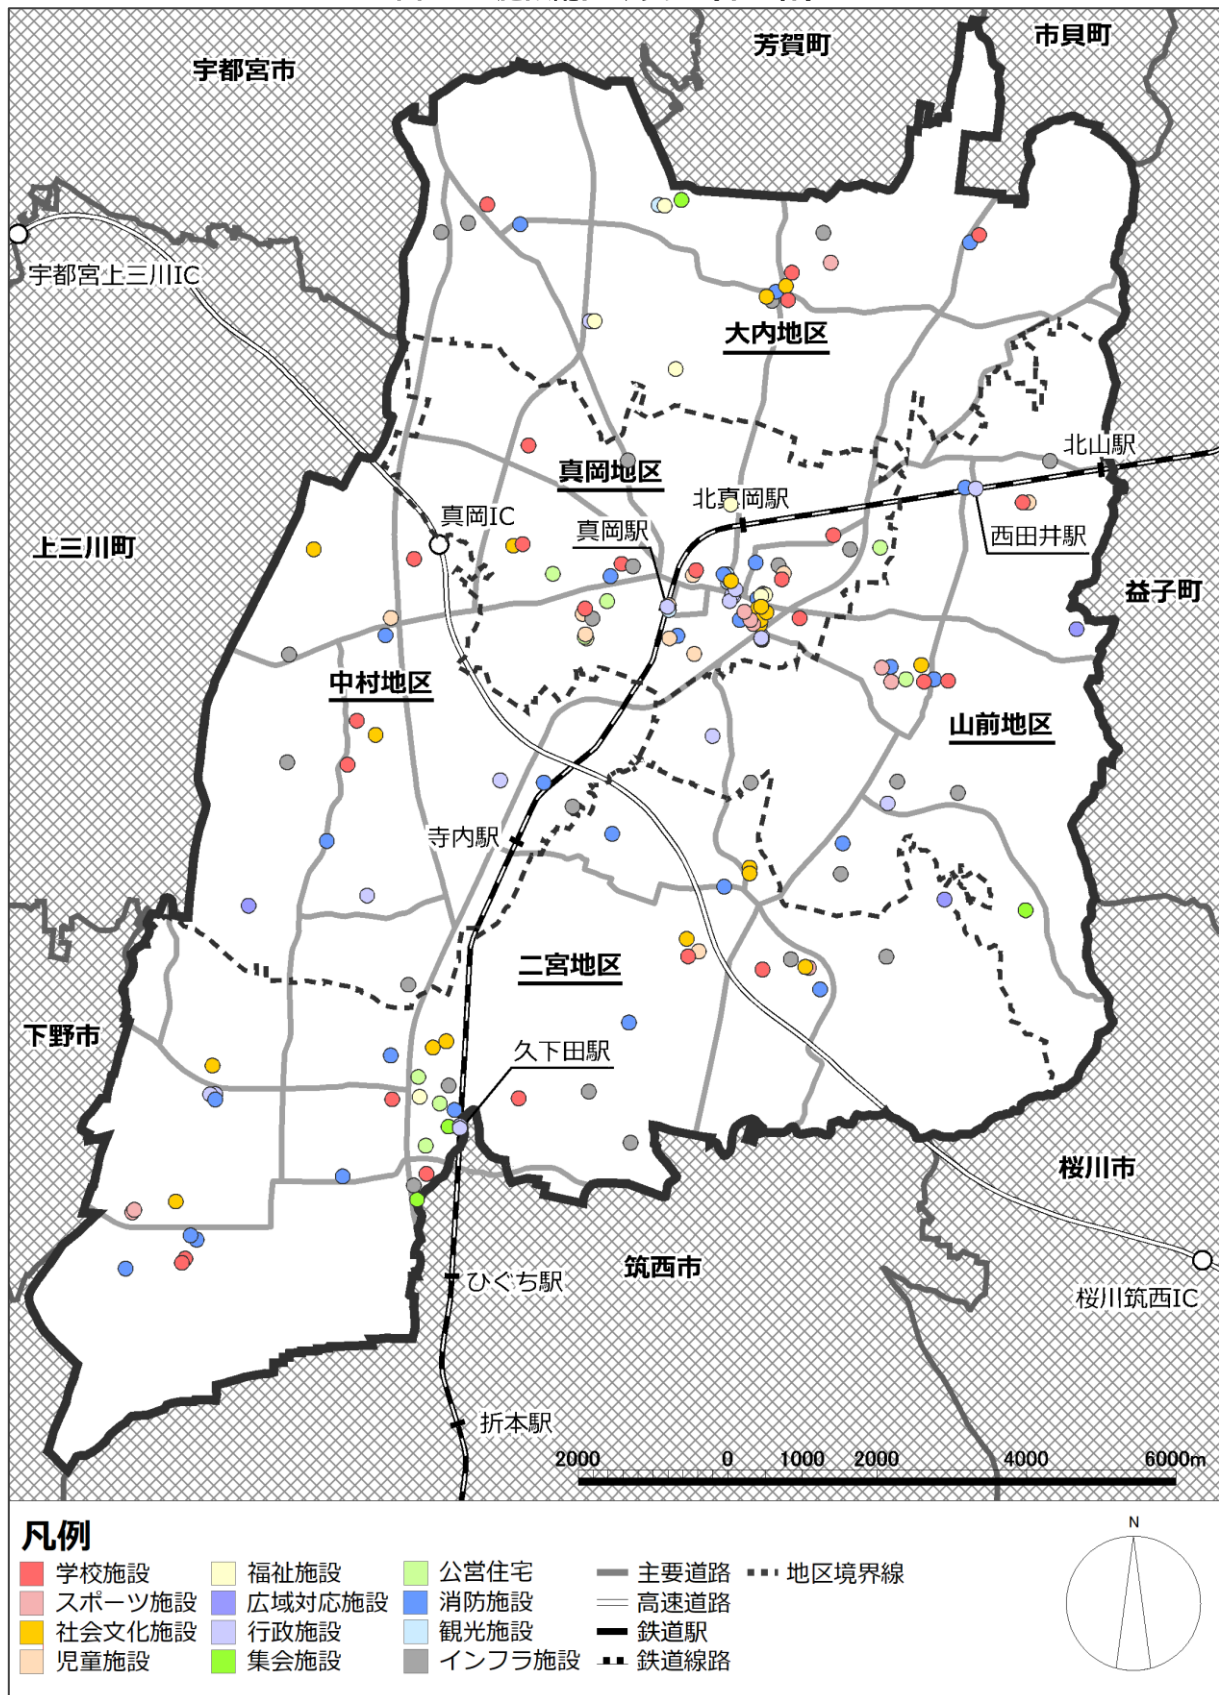 芳賀町
市貝町
宇都宮市
宇都宮上三川IC
大内地区
北山駅
真岡地区
北真岡駅
真岡IC
真岡駅
西田井駅
上三川町
益子町
中村地区
山前地区
寺内駅
二宮地区
下野市
久下田駅
桜川市
筑西市
ひぐち駅
桜川筑西IC
折本駅
2000 0 1000 2000 4000 6000m
凡例
学校施設 福祉施設 公営住宅 主要道路 地区境界線
スポーツ施設 広域対応施設 消防施設 高速道路
社会文化施設 行政施設 観光施設 鉄道駅
児童施設 集会施設 インフラ施設 鉄道線路
N